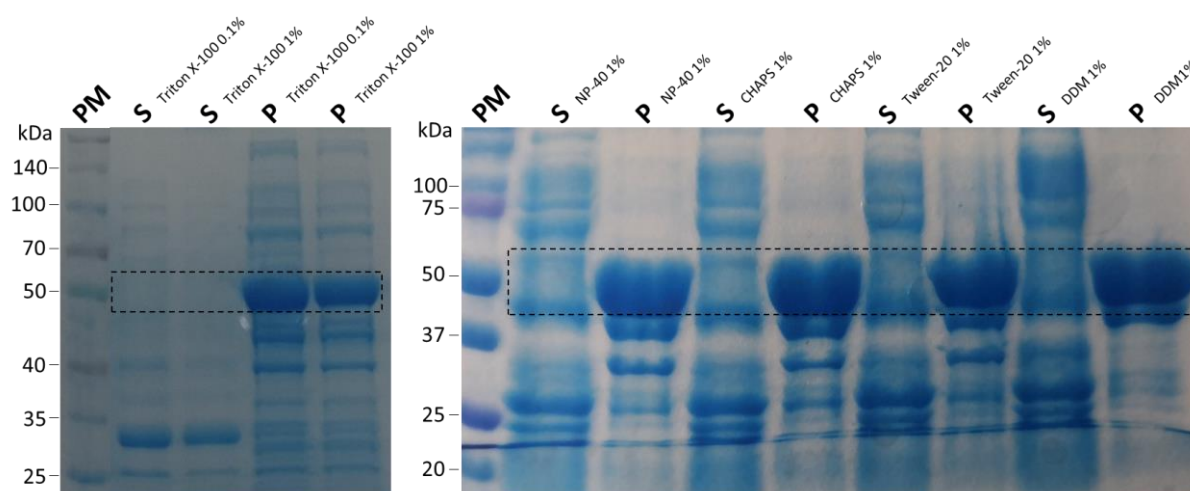 PM
S Triton X-100 0.1%
S Triton X-100 1%
P Triton X-100 0.1%
P Triton X-100 1%
kDa
140
100
70
50
40
35
25
PM
S NP-40 1%
P NP-40 1%
S CHAPS 1%
P CHAPS 1%
S Tween-20 1%
P Tween-20 1%
S DDM 1%
P DDM1%
kDa
100
75
50
37
25
20